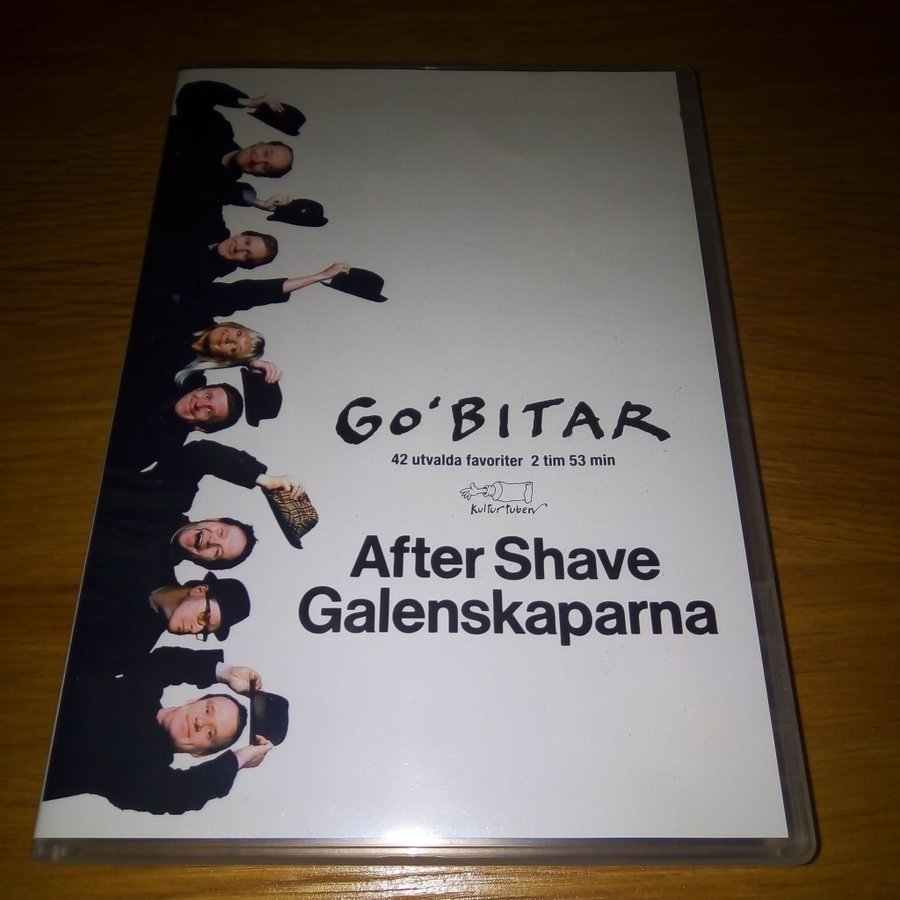 GO'BITAR
42 utvalda favoriter 2 tim 53 min
Kulturtuben
After Shave
Galenskaparna